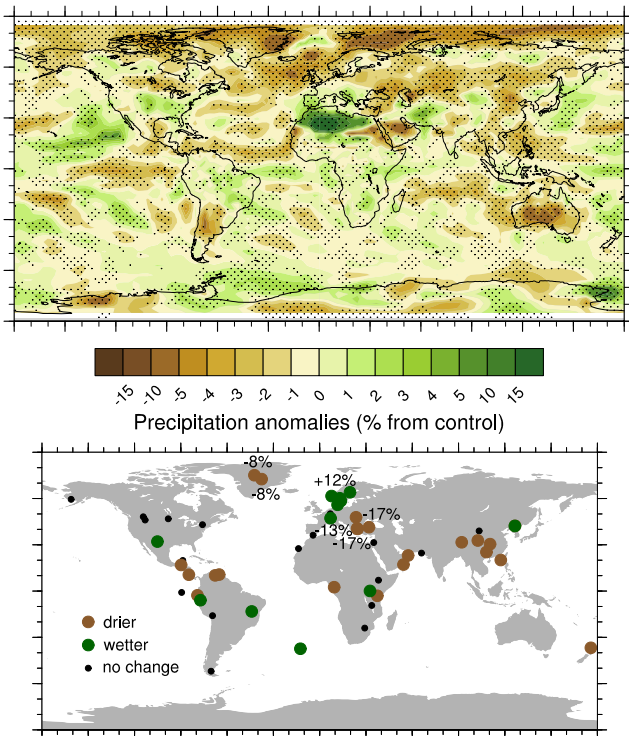 -15 -10 -5 -4 -3 -2 -1 0 1 2 3 4 5 10 15
Precipitation anomalies (% from control)
-8%
-8%
+12%
-17%
-13%
-17%
drier
wetter
no change